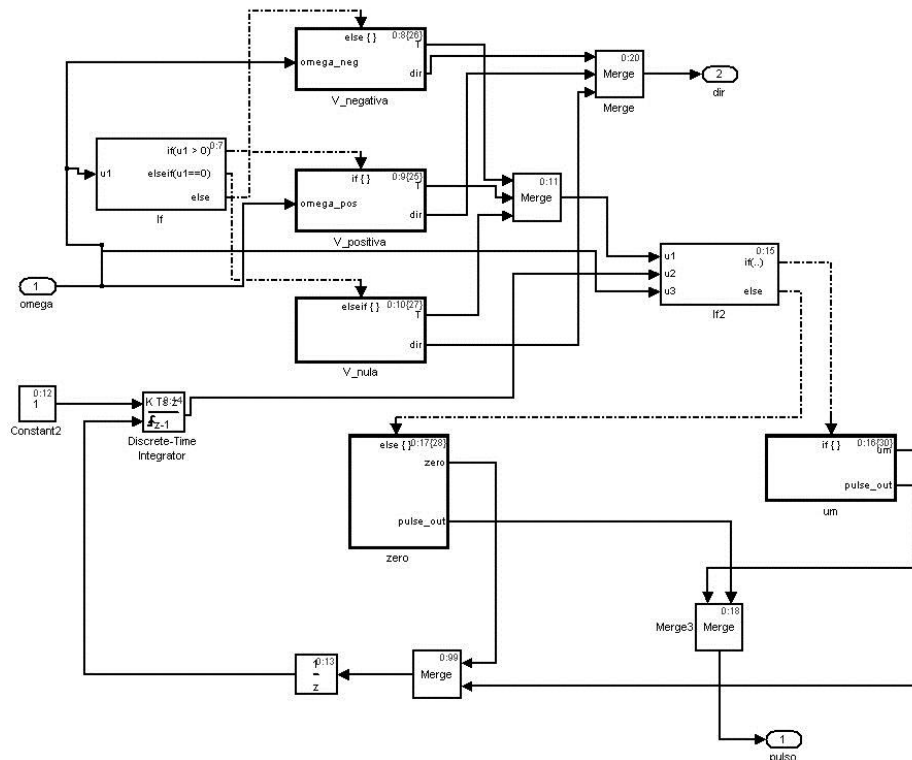 else { }
0:8{26}
T
omega_neg
dir
V_negativa
0:20
Merge
Merge
2
dir
0:7
if(u1 > 0)
u1
elseif(u1==0)
else
If
if { }
0:9{25}
T
omega_pos
dir
V_positiva
0:11
Merge
1
omega
elseif { }
0:10{27}
T
dir
V_nula
0:15
u1
if(..)
u2
u3
else
If2
0:12
1
Constant2
K Ts z
z-1
Discrete-Time
Integrator
else { }
0:17{28}
zero
pulse_out
zero
if { }
0:16{30}
um
pulse_out
um
0:18
Merge3
Merge
0:99
Merge
0:13
1
z
1
pulso